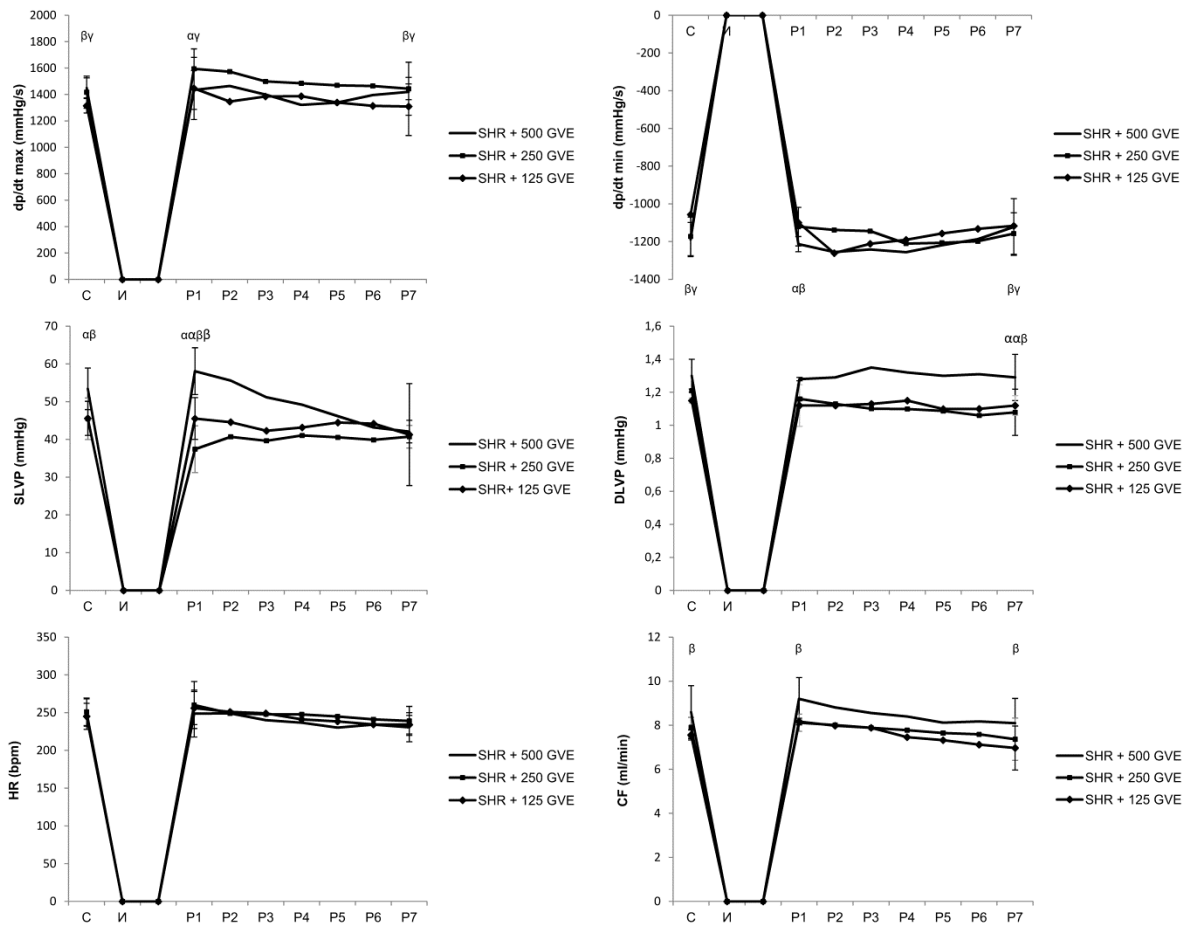 dp/dt max (mmHg/s)
2000
1800
1600
1400
1200
1000
800
600
400
200
0
βγ
αγ
βγ
C И P1 P2 P3 P4 P5 P6 P7
SHR + 500 GVE
SHR + 250 GVE
SHR + 125 GVE
dp/dt min (mmHg/s)
0
-200
-400
-600
-800
-1000
-1200
-1400
C И P1 P2 P3 P4 P5 P6 P7
βγ
αβ
βγ
SHR + 500 GVE
SHR + 250 GVE
SHR + 125 GVE
SLVP (mmHg)
70
60
50
40
30
20
10
0
αβ
ααββ
C И P1 P2 P3 P4 P5 P6 P7
SHR + 500 GVE
SHR + 250 GVE
SHR+ 125 GVE
DLVP (mmHg)
1,6
1,4
1,2
1
0,8
0,6
0,4
0,2
0
ααβ
C И P1 P2 P3 P4 P5 P6 P7
SHR + 500 GVE
SHR + 250 GVE
SHR + 125 GVE
HR (bpm)
350
300
250
200
150
100
50
0
C И P1 P2 P3 P4 P5 P6 P7
SHR + 500 GVE
SHR + 250 GVE
SHR + 125 GVE
CF (ml/min)
12
10
8
6
4
2
0
β
β
β
C И P1 P2 P3 P4 P5 P6 P7
SHR + 500 GVE
SHR + 250 GVE
SHR + 125 GVE